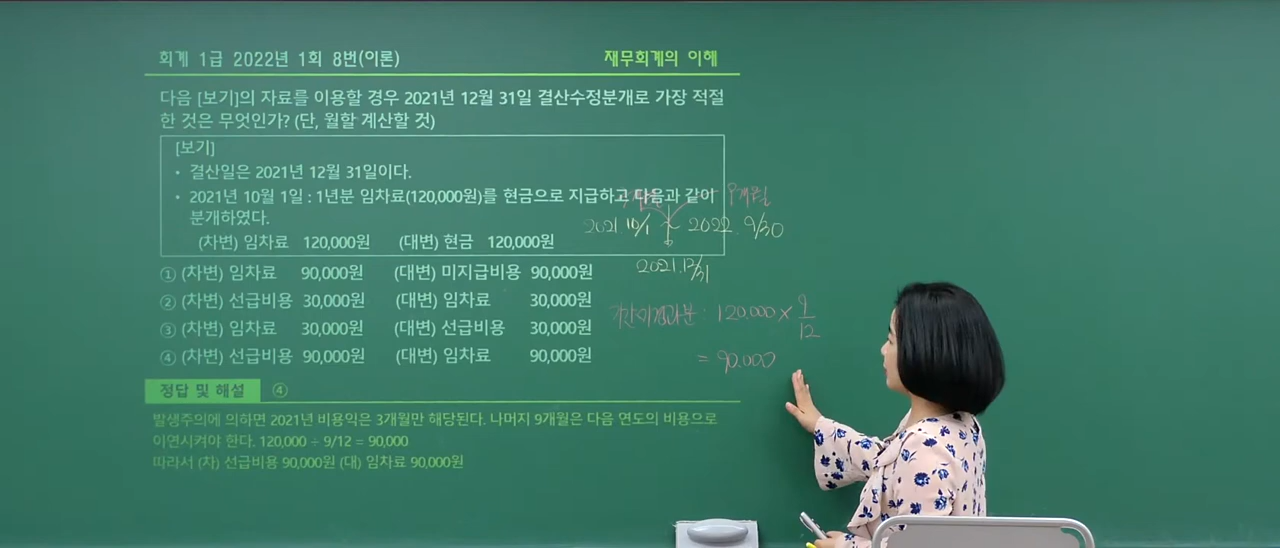 회계 1급 2022년 1회 8번(이론) 재무회계의 이해
다음 [보기]의 자료를 이용할 경우 2021년 12월 31일 결산수정분개로 가장 적절
한 것은 무엇인가? (단, 월할 계산할 것)
[보기]
• 결산일은 2021년 12월 31일이다.
• 2021년 10월 1일 : 1년분 임차료(120,000원)를 현금으로 지급하고 다음과 같이
분개하였다.
(차변) 임차료 120,000원 (대변) 현금 120,000원
① (차변) 임차료 90,000원 (대변) 미지급비용 90,000원
② (차변) 선급비용 30,000원 (대변) 임차료 30,000원
③ (차변) 임차료 30,000원 (대변) 선급비용 30,000원
④ (차변) 선급비용 90,000원 (대변) 임차료 90,000원
2021.10/1 ~ 2022.9/30
2021.12/31
기간미경과분 : 120.000 × 9/12
= 90.000
정답 및 해설 ④
발생주의에 의하면 2021년 비용익은 3개월만 해당된다. 나머지 9개월은 다음 연도의 비용으로
이연시켜야 한다. 120,000 ÷ 9/12 = 90,000
따라서 (차) 선급비용 90,000원 (대) 임차료 90,000원